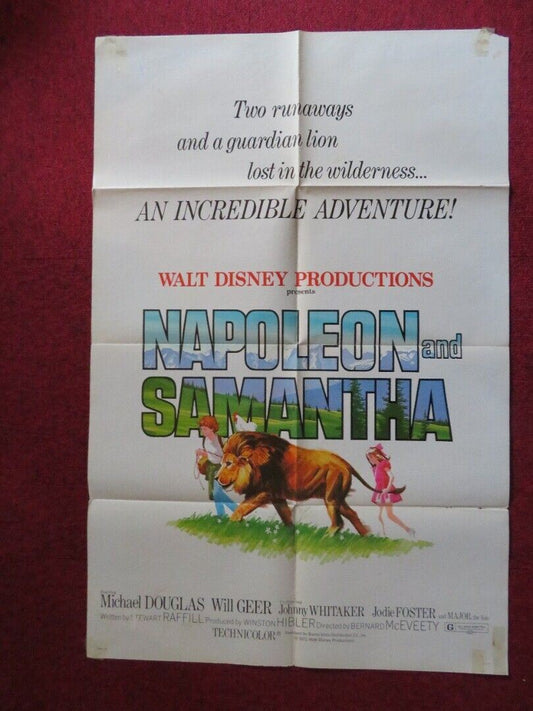 Two runaways
and a guardian lion
lost in the wilderness...
AN INCREDIBLE ADVENTURE!
WALT DISNEY PRODUCTIONS
presents
NAPOLEON and
SAMANTHA
Michael DOUGLAS Will GEER Johnny WHITAKER Jodie FOSTER and MAJOR, the lion
Written by STEWART RAFFILL Produced by WINSTON HIBLER Directed by BERNARD McEVEETY G
TECHNICOLOR®